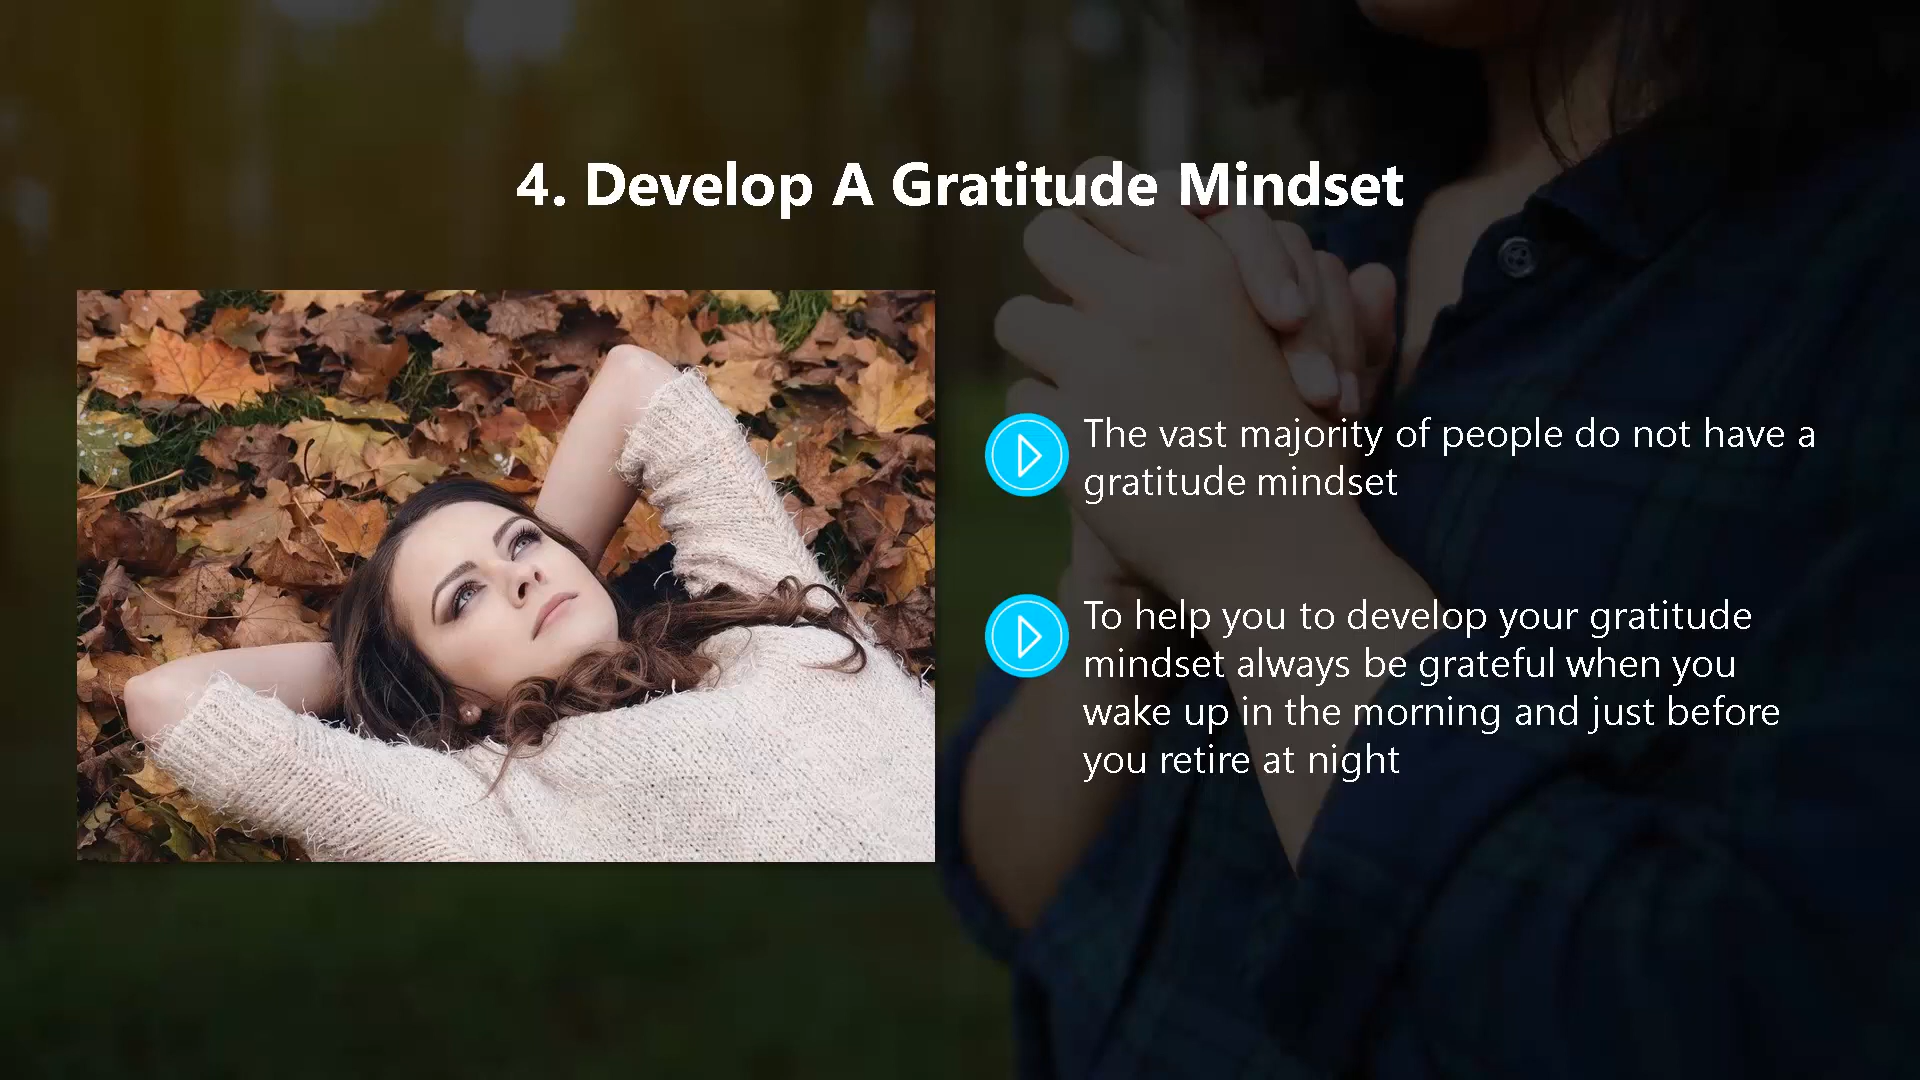 4. Develop A Gratitude Mindset
The vast majority of people do not have a
gratitude mindset
To help you to develop your gratitude
mindset always be grateful when you
wake up in the morning and just before
you retire at night